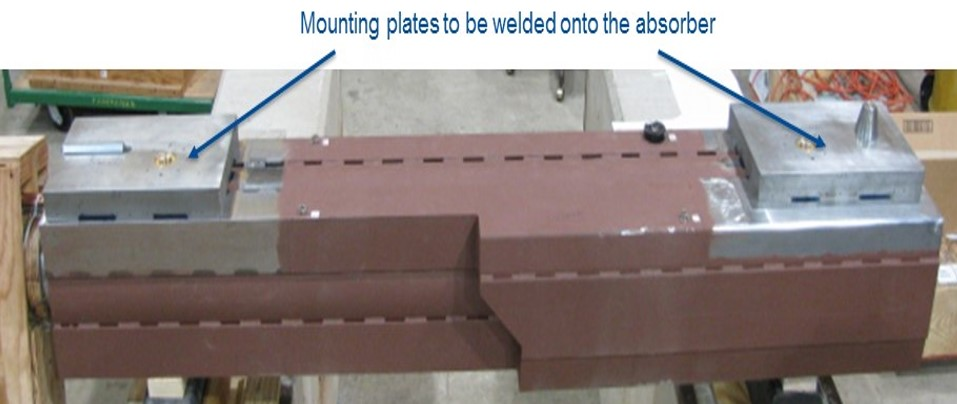 Mounting plates to be welded onto the absorber